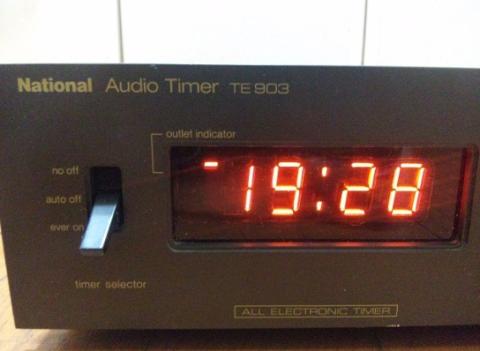 National Audio Timer TE 903
outlet indicator
no off
auto off
ever on
19:28
timer selector
ALL ELECTRONIC TIMER